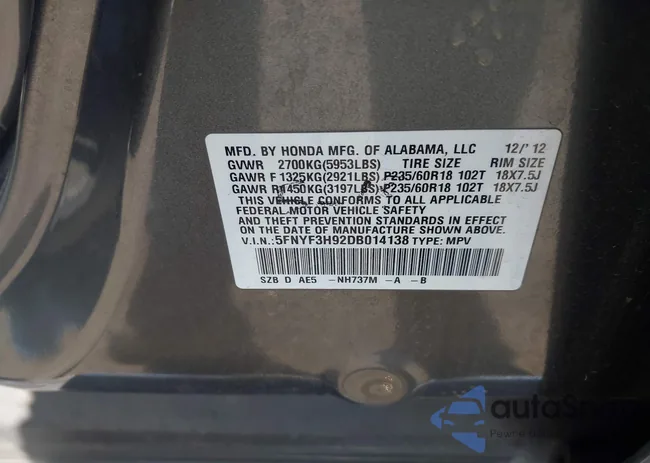 MFD. BY HONDA MFG. OF ALABAMA, LLC 12/'12
GVWR 2700KG(5953LBS) TIRE SIZE RIM SIZE
GAWR F 1325KG(2921LBS) P235/60R18 102T 18X7.5J
GAWR R 1450KG(3197LBS) P235/60R18 102T 18X7.5J
THIS VEHICLE CONFORMS TO ALL APPLICABLE
FEDERAL MOTOR VEHICLE SAFETY
AND THEFT PREVENTION STANDARDS IN EFFECT
ON THE DATE OF MANUFACTURE SHOWN ABOVE.
V.I.N.: 5FNYF3H92DB014138 TYPE: MPV
SZB D AE5 -NH737M -A -B